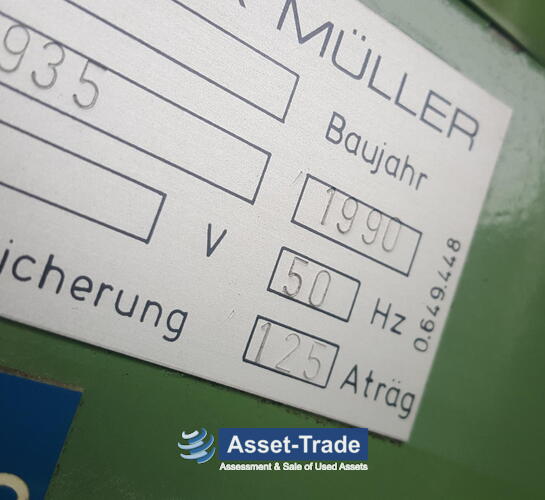 MÜLLER
935
Baujahr
1990
V 50 Hz
icherung 125 Aträg
0.649.448
Asset-Trade
Assessment & Sale of Used Assets